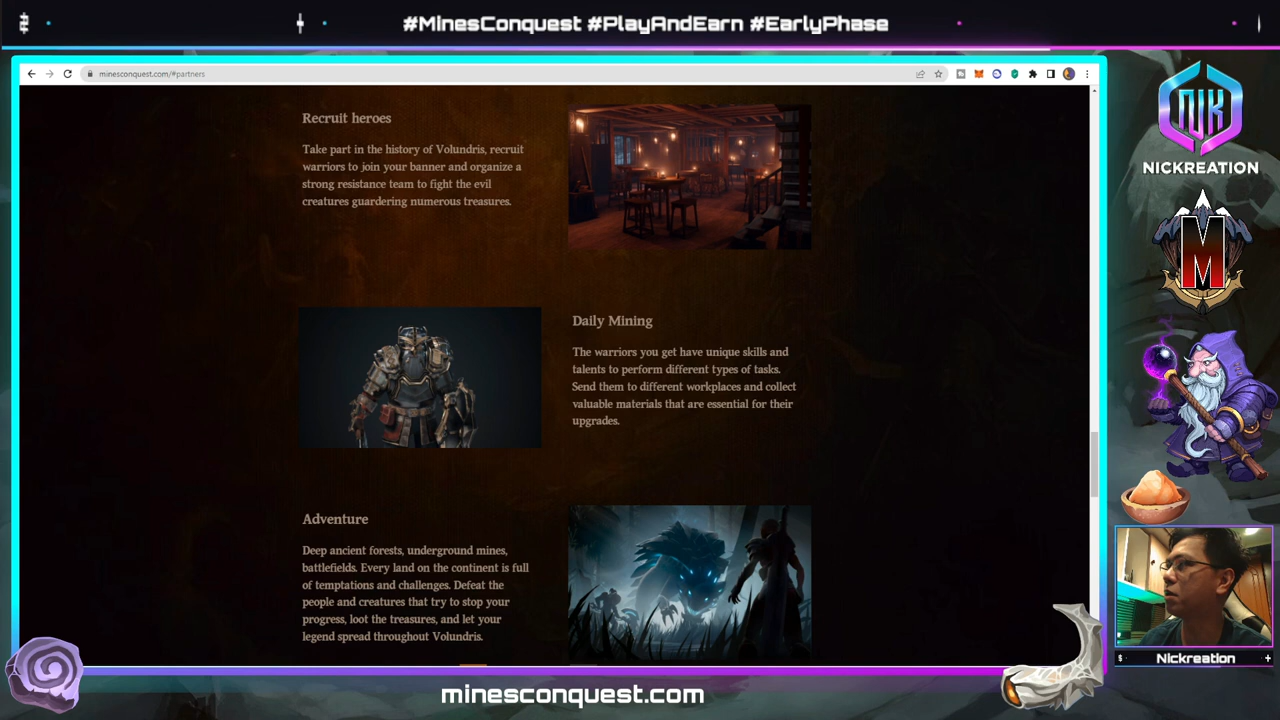 #MinesConquest #PlayAndEarn #EarlyPhase
minesconquest.com/#partners
NICKREATION
M
Recruit heroes
Take part in the history of Volundris, recruit
warriors to join your banner and organize a
strong resistance team to fight the evil
creatures guardering numerous treasures.
Daily Mining
The warriors you get have unique skills and
talents to perform different types of tasks.
Send them to different workplaces and collect
valuable materials that are essential for their
upgrades.
Adventure
Deep ancient forests, underground mines,
battlefields. Every land on the continent is full
of temptations and challenges. Defeat the
people and creatures that try to stop your
progress, loot the treasures, and let your
legend spread throughout Volundris.
Nickreation
minesconquest.com